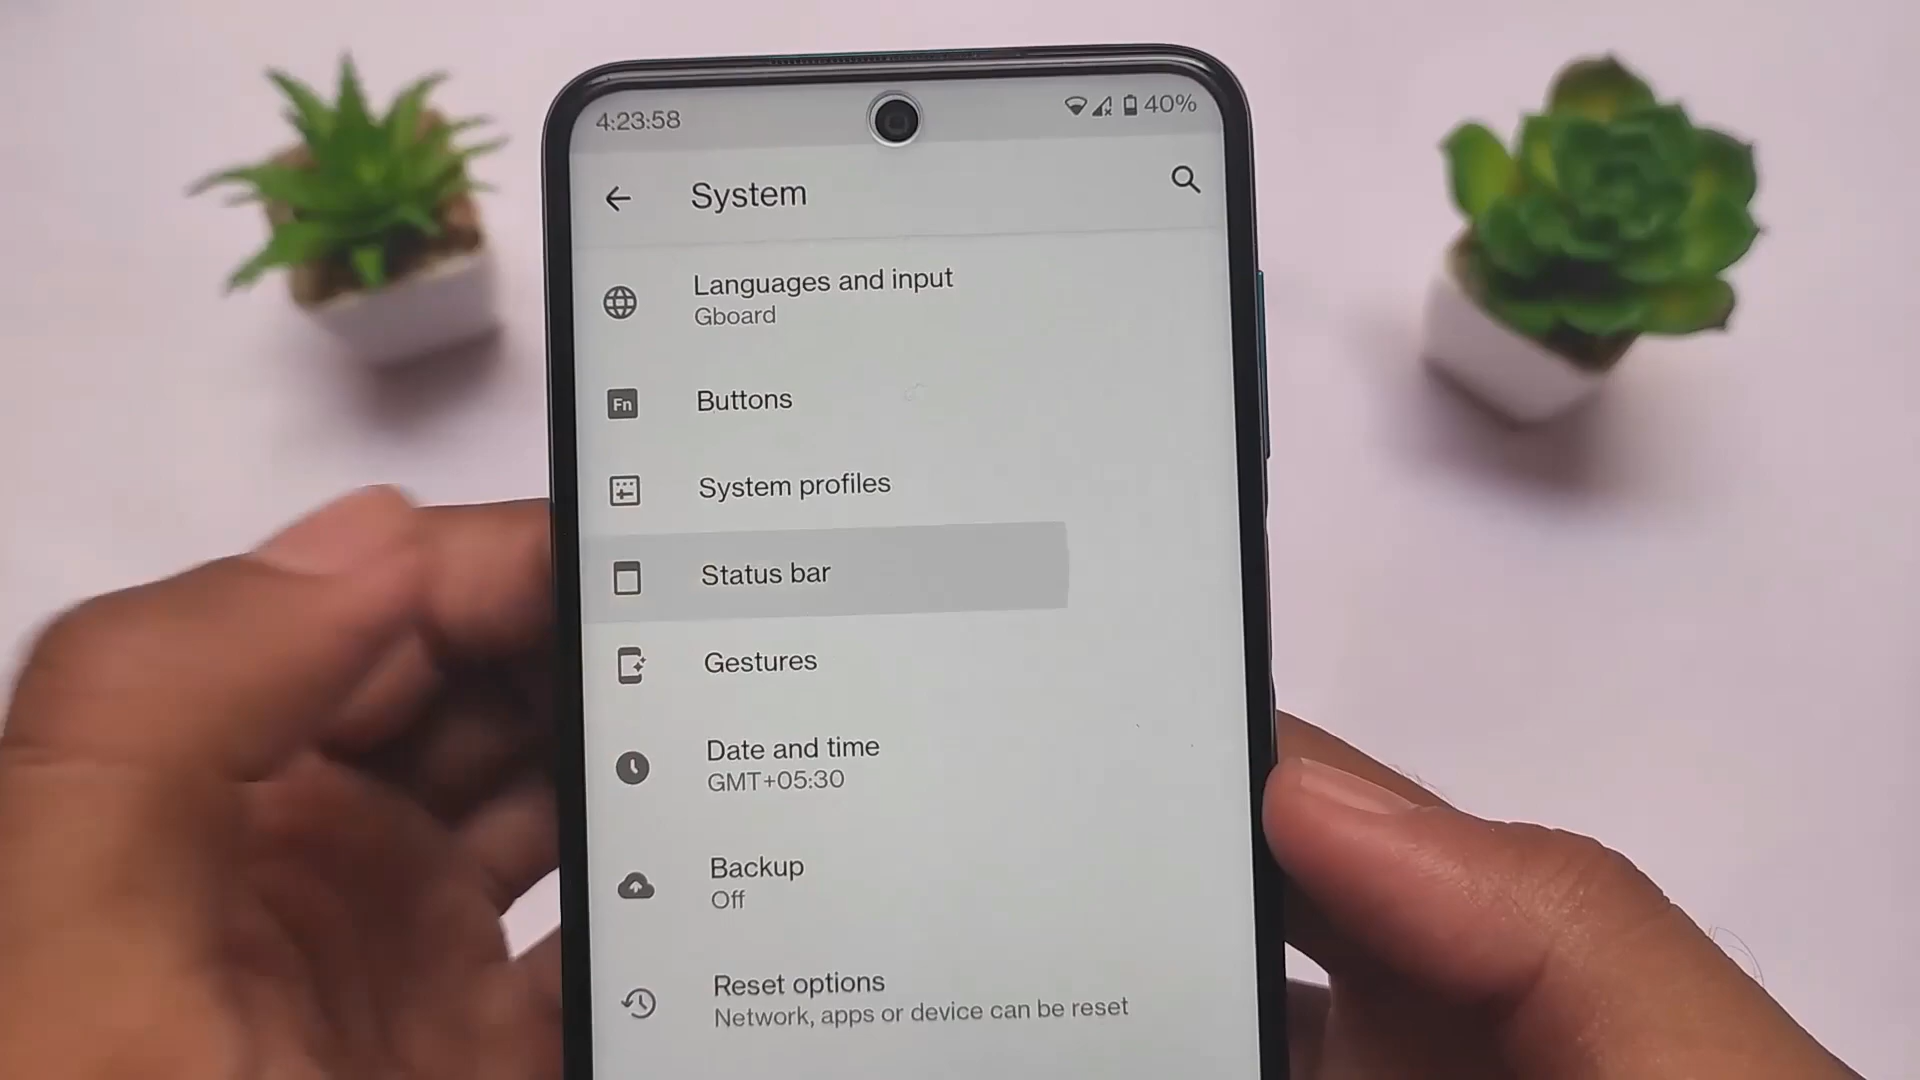 4:23:58
40%
System
Languages and input
Gboard
Fn
Buttons
System profiles
Status bar
Gestures
Date and time
GMT+05:30
Backup
Off
Reset options
Network, apps or device can be reset